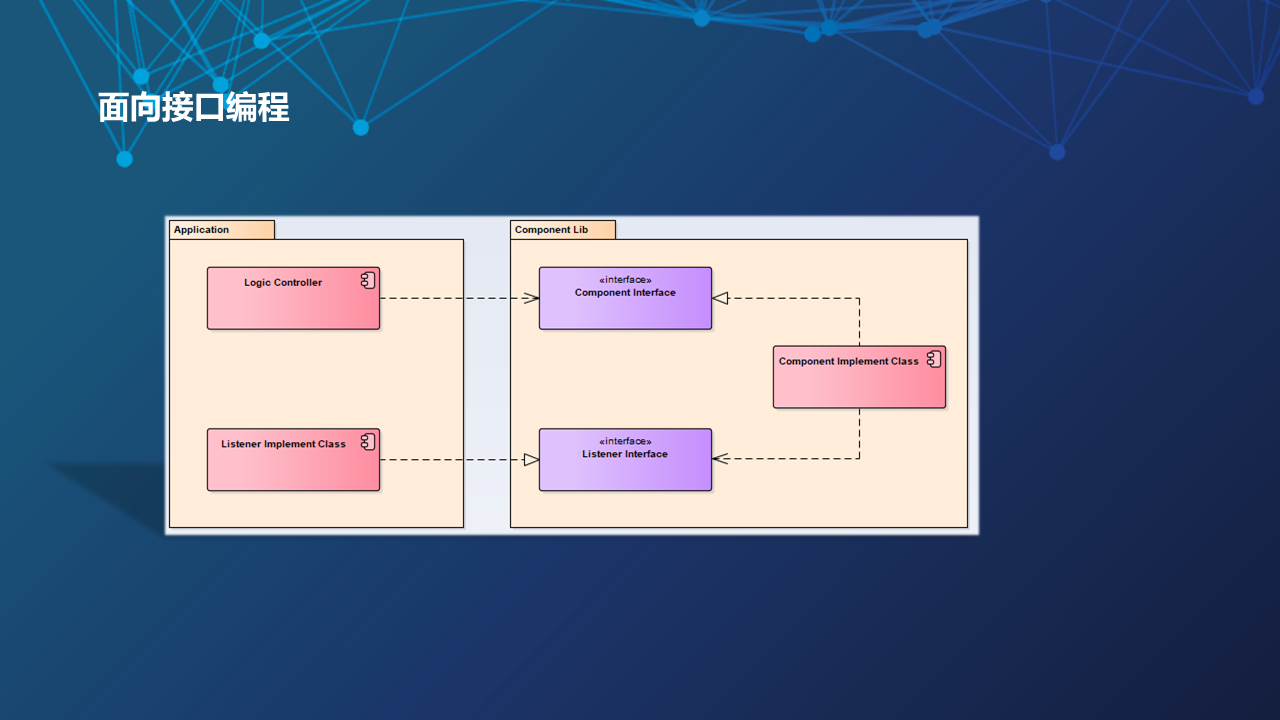 面向接口编程
Application
Component Lib
Logic Controller
«interface»
Component Interface
Component Implement Class
Listener Implement Class
«interface»
Listener Interface